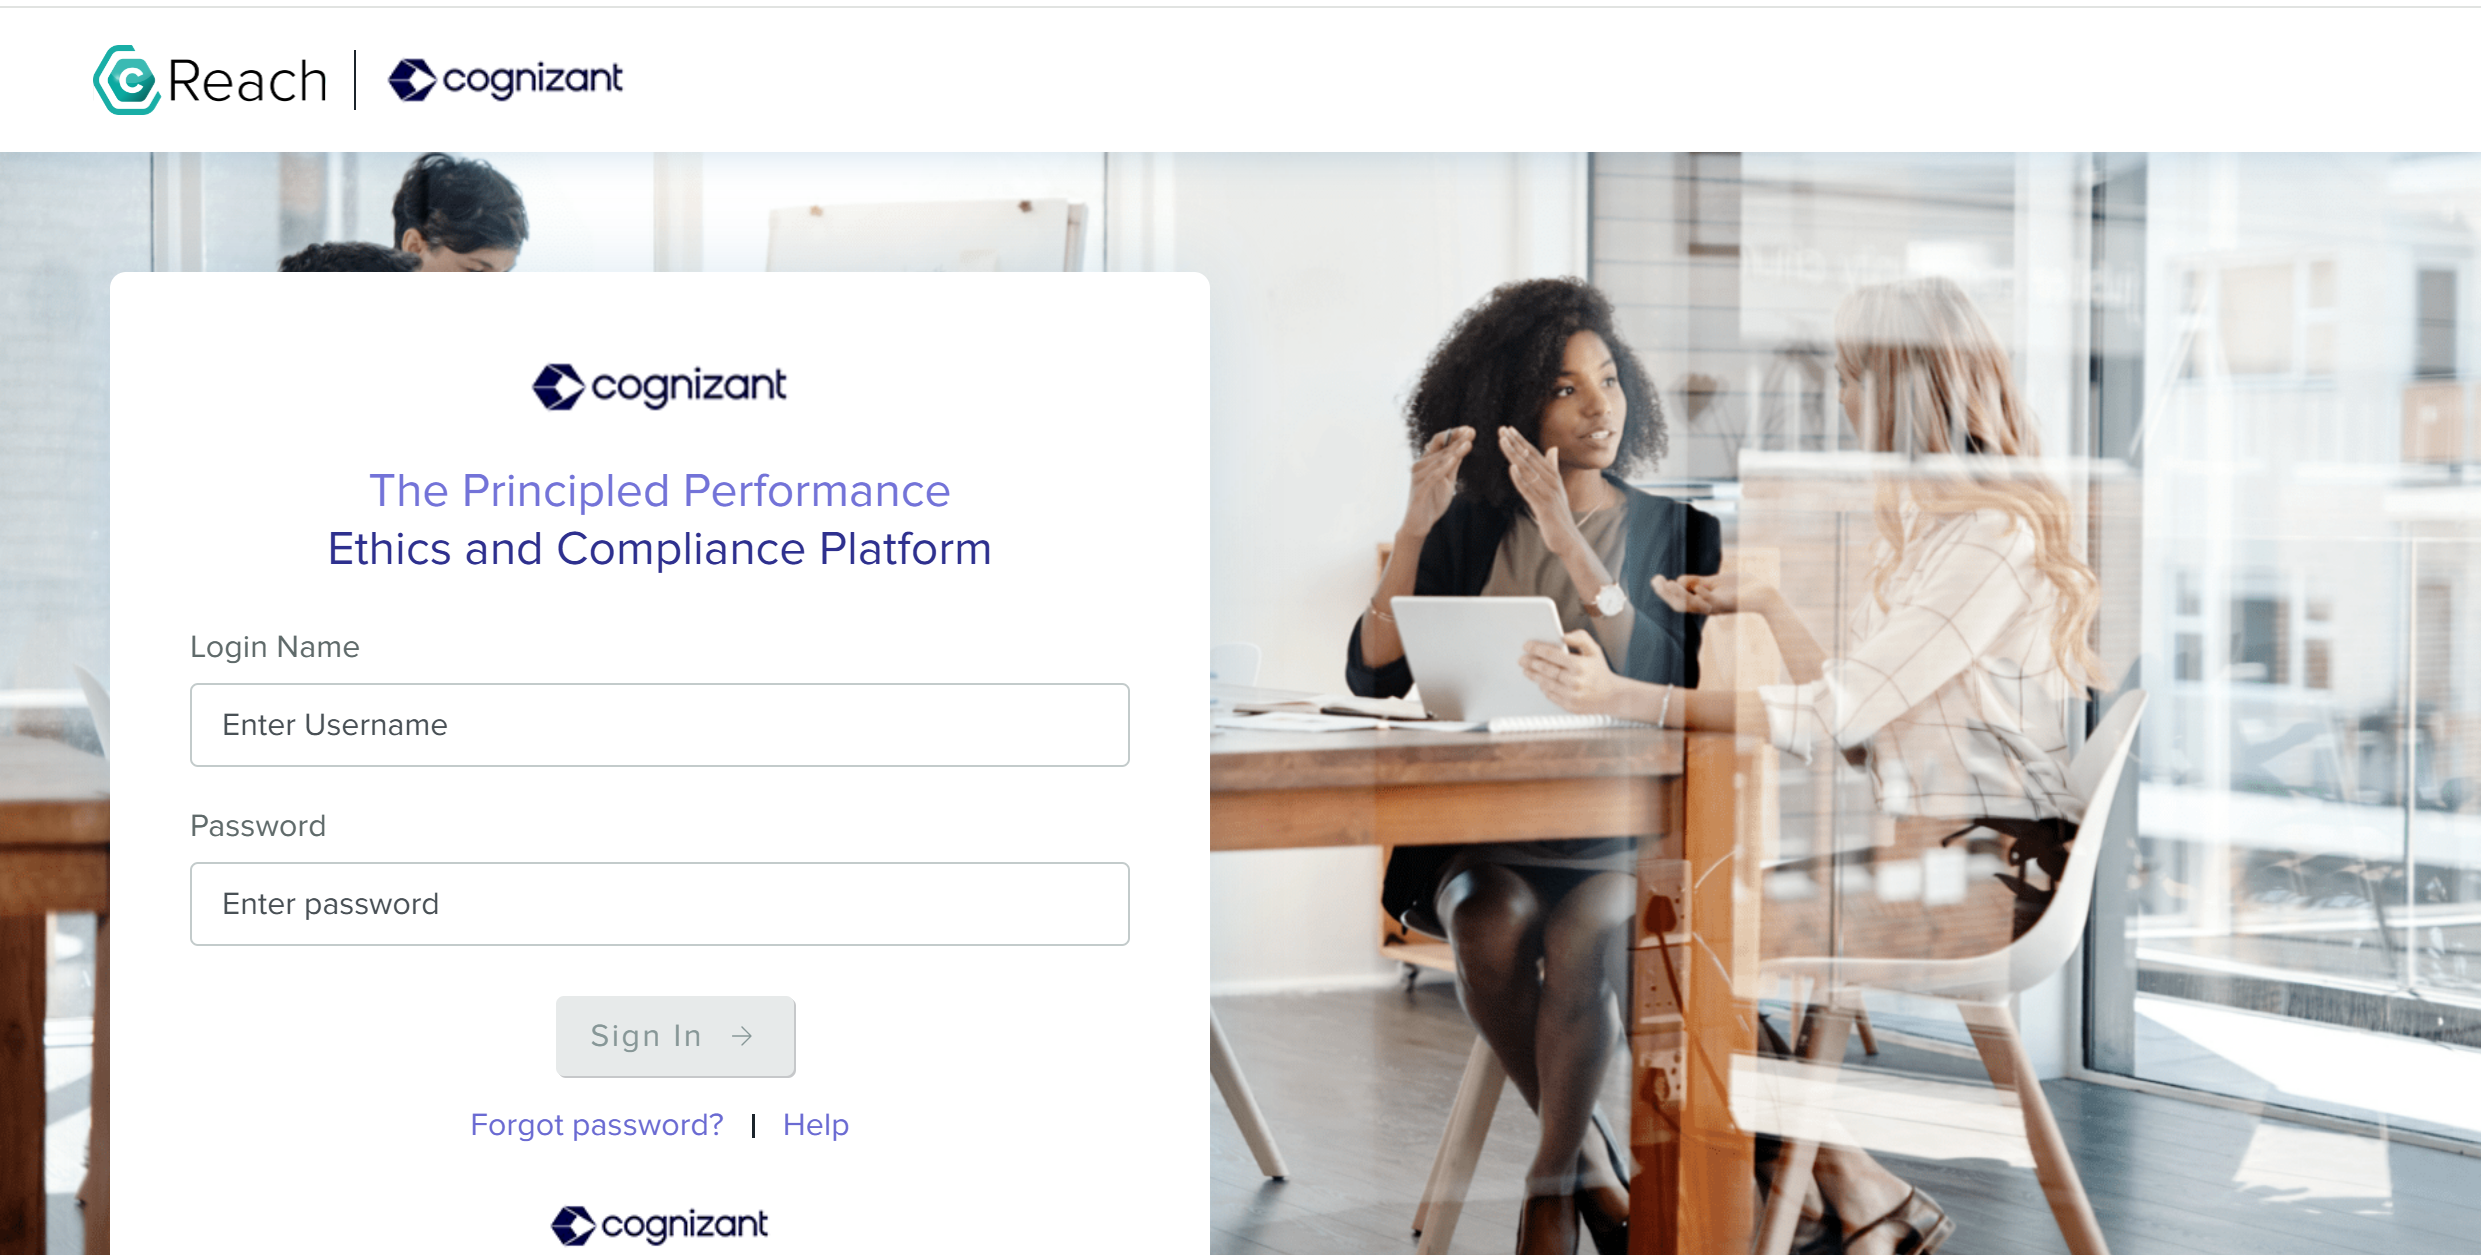 Reach
cognizant
cognizant
The Principled Performance
Ethics and Compliance Platform
Login Name
Enter Username
Password
Enter password
Sign In →
Forgot password? | Help
cognizant